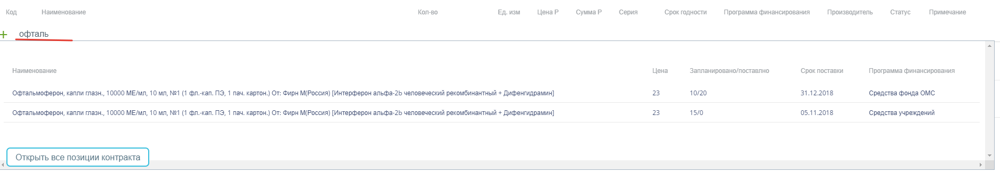 Код Наименование Кол-во Ед. изм Цена Р Сумма Р Серия Срок годности Программа финансирования Производитель Статус Примечание
офталь
Наименование Цена Запланировано/поставлно Срок поставки Программа финансирования
Офтальмоферон, капли глазн., 10000 МЕ/мл, 10 мл, №1 (1 фл.-кап. ПЭ, 1 пач. картон.) От: Фирн М(Россия) [Интерферон альфа-2b человеческий рекомбинантный + Дифенгидрамин] 23 10/20 31.12.2018 Средства фонда ОМС
Офтальмоферон, капли глазн., 10000 МЕ/мл, 10 мл, №1 (1 фл.-кап. ПЭ, 1 пач. картон.) От: Фирн М(Россия) [Интерферон альфа-2b человеческий рекомбинантный + Дифенгидрамин] 23 15/0 05.11.2018 Средства учреждений
Открыть все позиции контракта